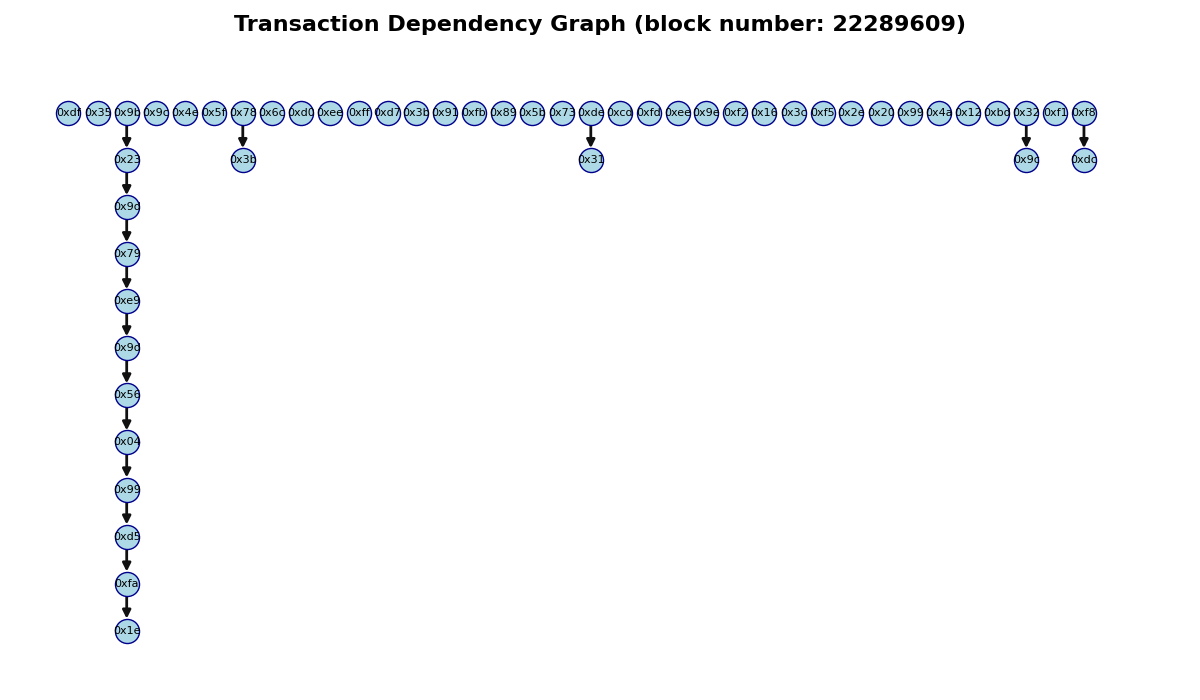 Transaction Dependency Graph (block number: 22289609)
0xdf 0x35 0x9b 0x9c 0x4e 0x5f 0x78 0x6c 0xd0 0xee 0xff 0xd7 0x3b 0x91 0xfb 0x89 0x5b 0x73 0xde 0xcc 0xfd 0xee 0x9e 0xf2 0x16 0x3c 0xf5 0x2e 0x20 0x99 0x4a 0x12 0xbd 0x32 0xf1 0xf8
0x23 0x3b 0x31 0x9c 0xdc
0x9d
0x79
0xe9
0x9d
0x56
0x04
0x99
0xd5
0xfa
0x1e